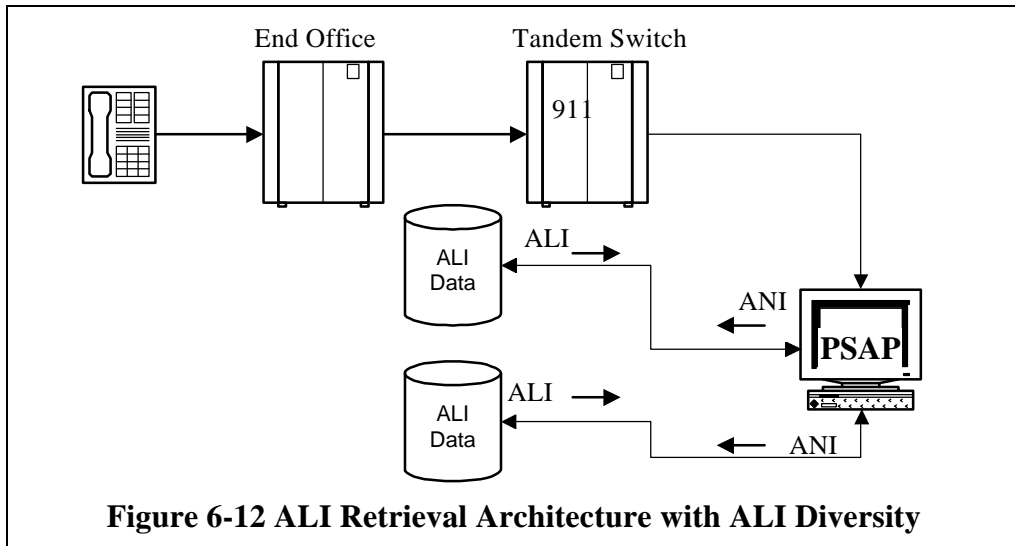 End Office
Tandem Switch
911
ALI
Data
ALI
ANI
PSAP
ALI
Data
ALI
ANI
Figure 6-12 ALI Retrieval Architecture with ALI Diversity